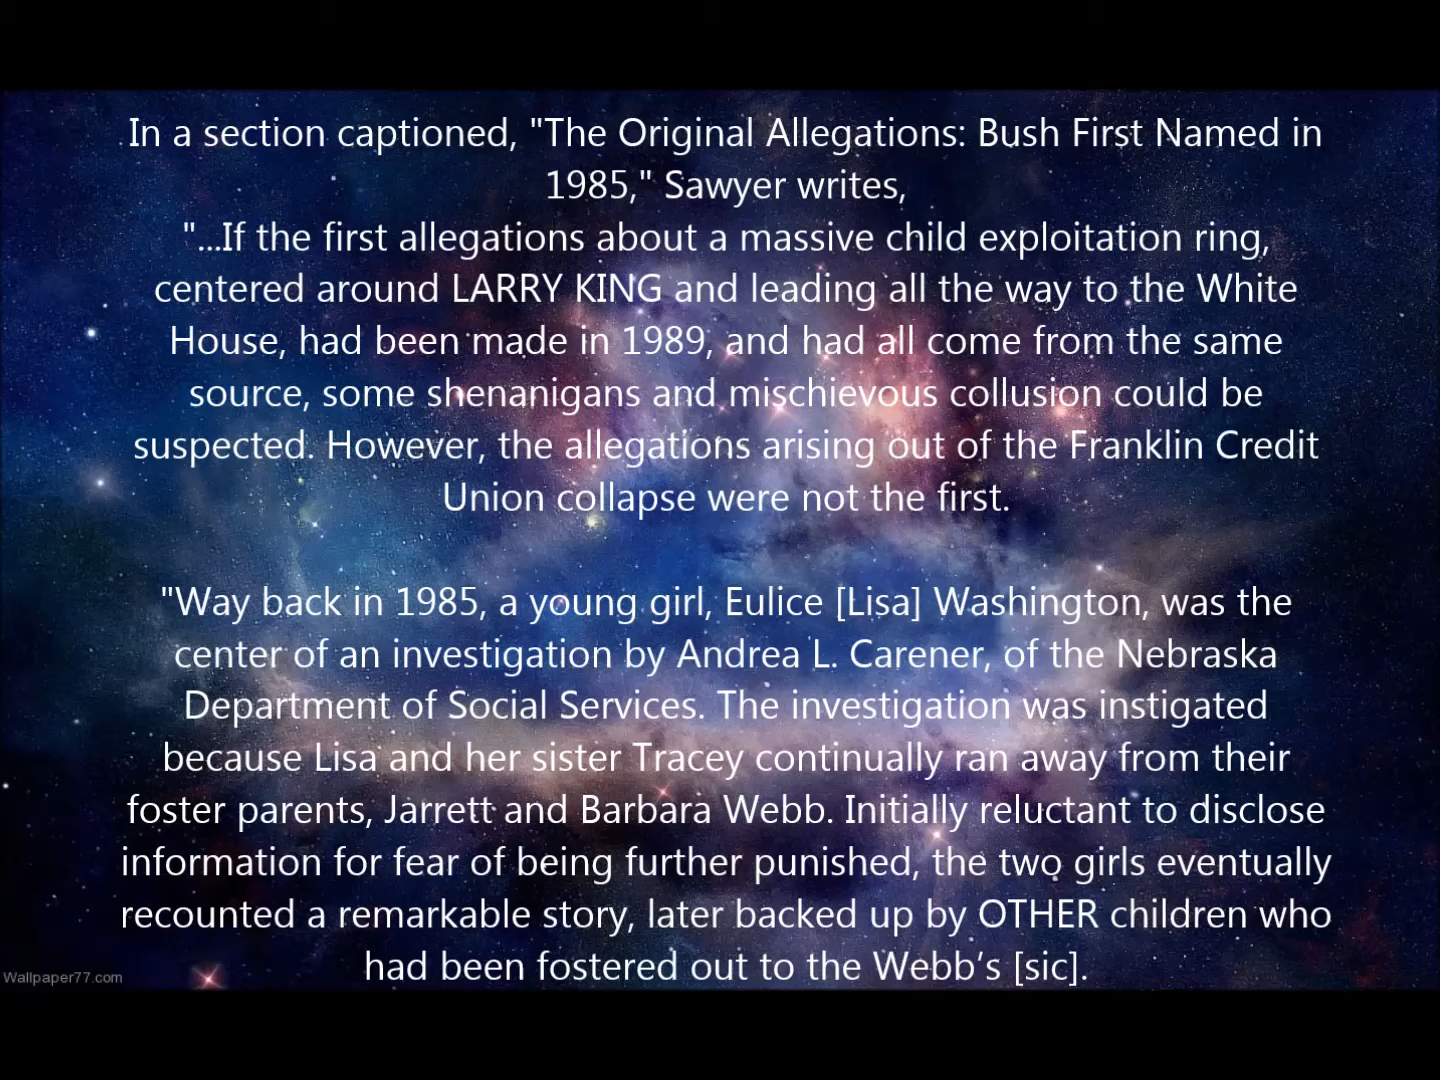 In a section captioned, "The Original Allegations: Bush First Named in
1985," Sawyer writes,
"...If the first allegations about a massive child exploitation ring,
centered around LARRY KING and leading all the way to the White
House, had been made in 1989, and had all come from the same
source, some shenanigans and mischievous collusion could be
suspected. However, the allegations arising out of the Franklin Credit
Union collapse were not the first.
"Way back in 1985, a young girl, Eulice [Lisa] Washington, was the
center of an investigation by Andrea L. Carener, of the Nebraska
Department of Social Services. The investigation was instigated
because Lisa and her sister Tracey continually ran away from their
foster parents, Jarrett and Barbara Webb. Initially reluctant to disclose
information for fear of being further punished, the two girls eventually
recounted a remarkable story, later backed up by OTHER children who
had been fostered out to the Webb’s [sic].
Wallpaper77.com